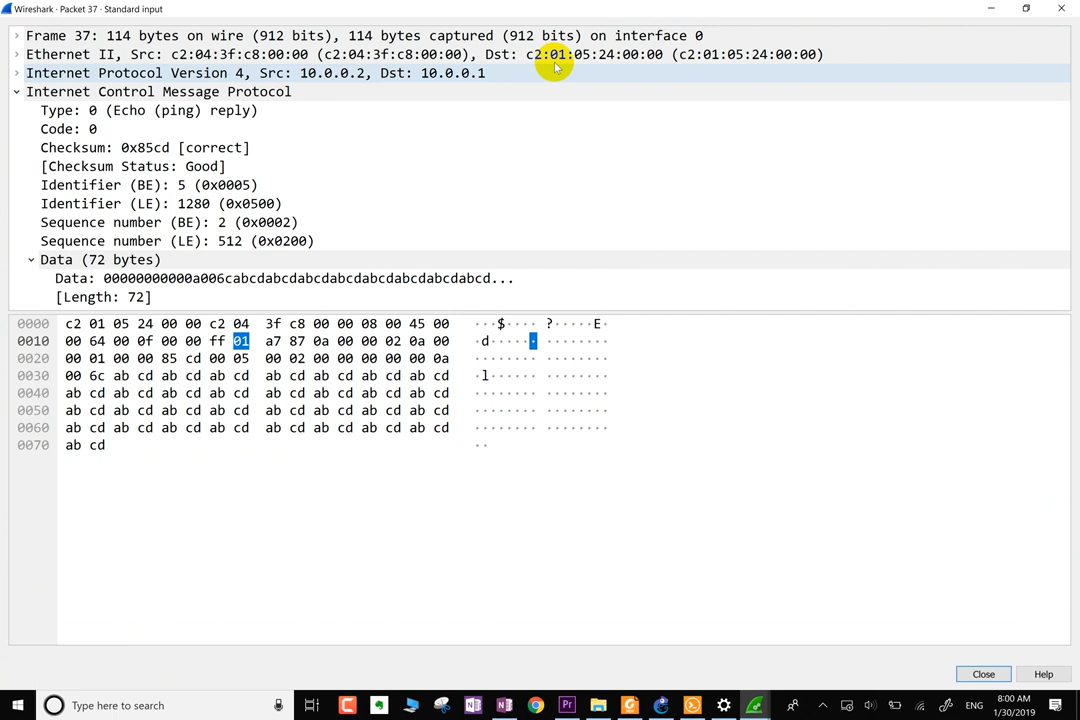 Wireshark · Packet 37 · Standard input
Frame 37: 114 bytes on wire (912 bits), 114 bytes captured (912 bits) on interface 0
Ethernet II, Src: c2:04:3f:c8:00:00 (c2:04:3f:c8:00:00), Dst: c2:01:05:24:00:00 (c2:01:05:24:00:00)
Internet Protocol Version 4, Src: 10.0.0.2, Dst: 10.0.0.1
Internet Control Message Protocol
Type: 0 (Echo (ping) reply)
Code: 0
Checksum: 0x85cd [correct]
[Checksum Status: Good]
Identifier (BE): 5 (0x0005)
Identifier (LE): 1280 (0x0500)
Sequence number (BE): 2 (0x0002)
Sequence number (LE): 512 (0x0200)
Data (72 bytes)
Data: 00000000000a006cabcdabcdabcdabcdabcdabcdabcdabcd...
[Length: 72]
0000 c2 01 05 24 00 00 c2 04 3f c8 00 00 08 00 45 00 ···$···· ?·····E·
0010 00 64 00 0f 00 00 ff 01 a7 87 0a 00 00 02 0a 00 ·d······ ········
0020 00 01 00 00 85 cd 00 05 00 02 00 00 00 00 00 0a ········ ········
0030 00 6c ab cd ab cd ab cd ab cd ab cd ab cd ab cd ·l······ ········
0040 ab cd ab cd ab cd ab cd ab cd ab cd ab cd ab cd ········ ········
0050 ab cd ab cd ab cd ab cd ab cd ab cd ab cd ab cd ········ ········
0060 ab cd ab cd ab cd ab cd ab cd ab cd ab cd ab cd ········ ········
0070 ab cd ··
Close Help
Type here to search
ENG
8:00 AM
1/30/2019